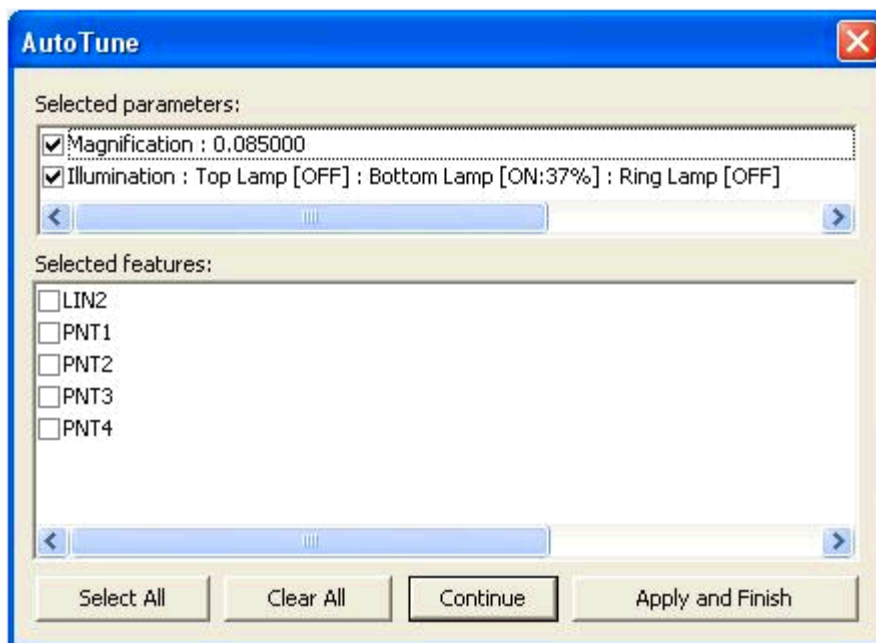 AutoTune
Selected parameters:
Magnification : 0.085000
Illumination : Top Lamp [OFF] : Bottom Lamp [ON:37%] : Ring Lamp [OFF]
Selected features:
LIN2
PNT1
PNT2
PNT3
PNT4
Select All Clear All Continue Apply and Finish